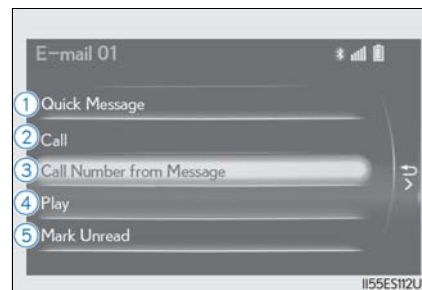 E-mail 01
1 Quick Message
2 Call
3 Call Number from Message
4 Play
5 Mark Unread
II55ES112U